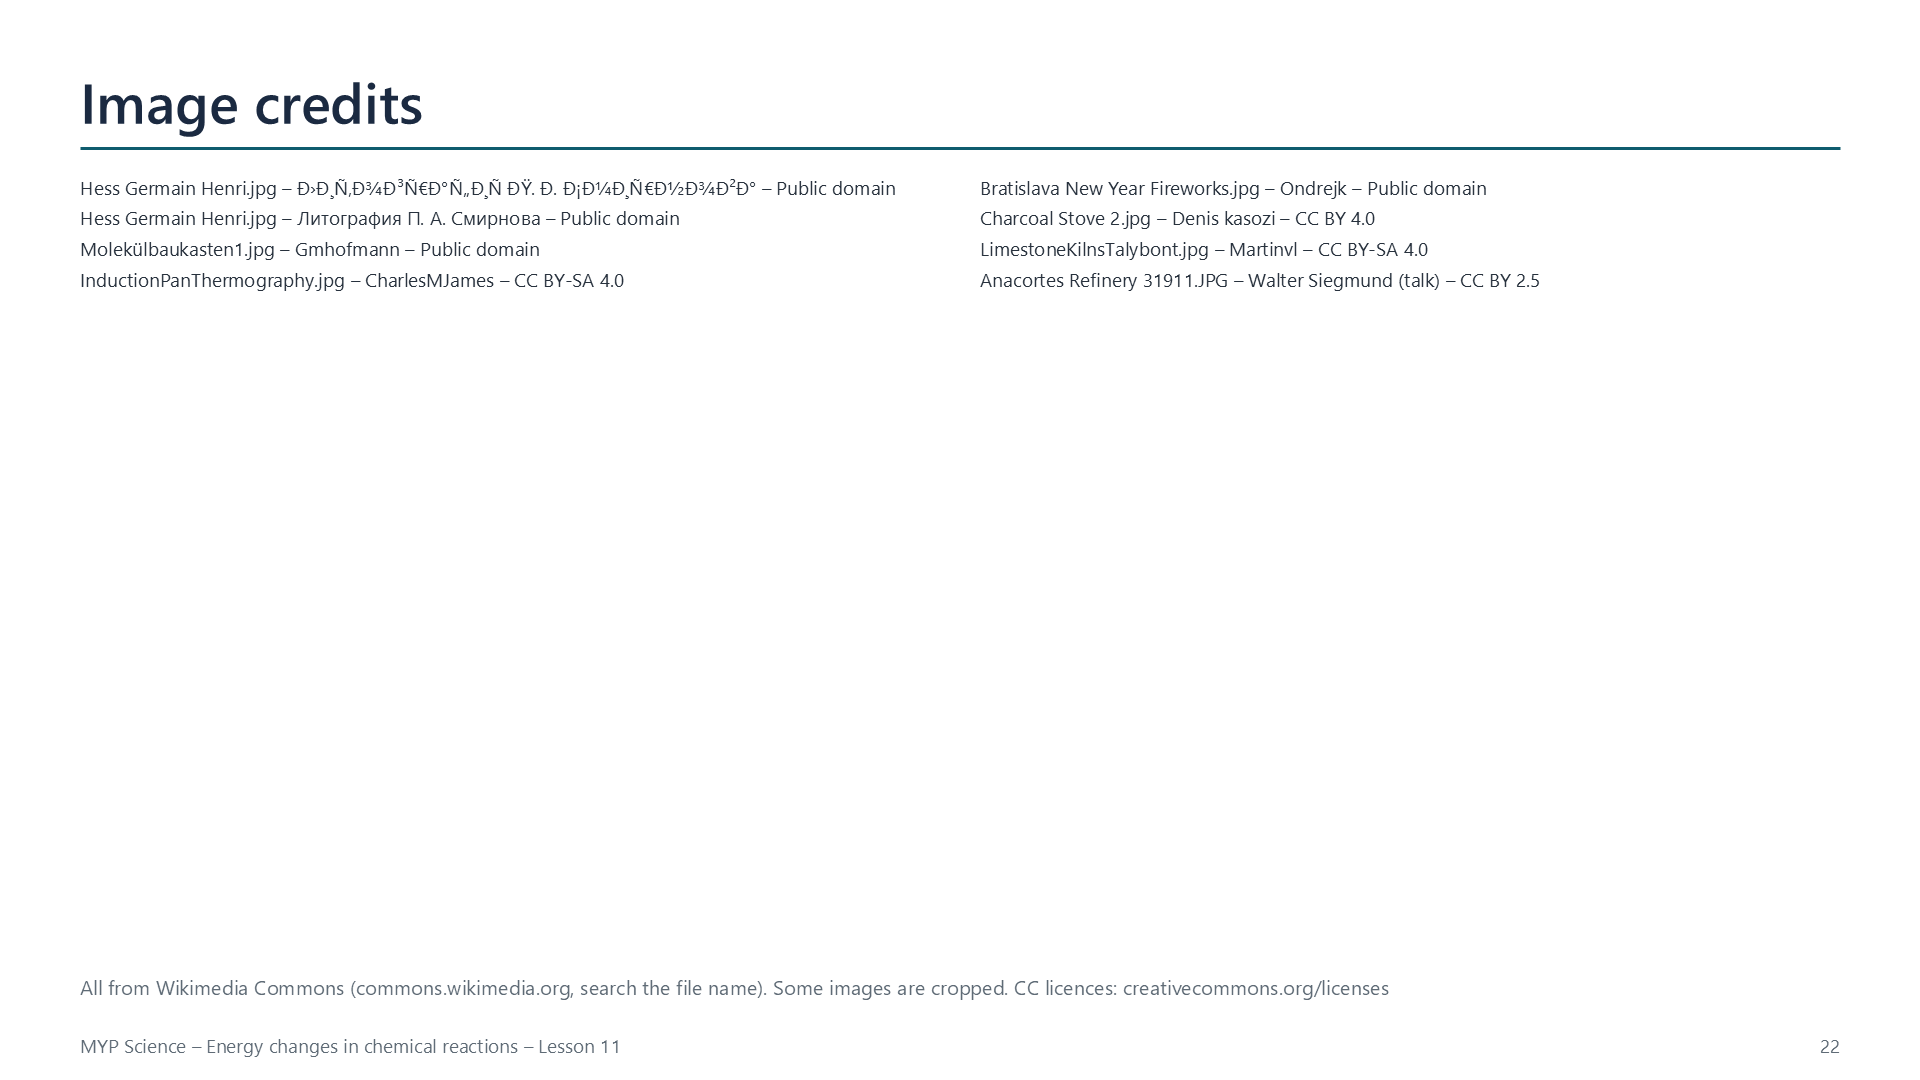 Image credits
Hess Germain Henri.jpg – Ð›Ð¸Ñ‚Ð¾Ð³Ñ€Ð°Ñ„Ð¸Ñ ÐŸ. Ð. Ð¡Ð¼Ð¸Ñ€Ð½Ð¾Ð²Ð° – Public domain
Hess Germain Henri.jpg – Литография П. А. Смирнова – Public domain
Molekülbaukasten1.jpg – Gmhofmann – Public domain
InductionPanThermography.jpg – CharlesMJames – CC BY-SA 4.0
Bratislava New Year Fireworks.jpg – Ondrejk – Public domain
Charcoal Stove 2.jpg – Denis kasozi – CC BY 4.0
LimestoneKilnsTalybont.jpg – Martinvl – CC BY-SA 4.0
Anacortes Refinery 31911.JPG – Walter Siegmund (talk) – CC BY 2.5
All from Wikimedia Commons (commons.wikimedia.org, search the file name). Some images are cropped. CC licences: creativecommons.org/licenses
MYP Science – Energy changes in chemical reactions – Lesson 11
22